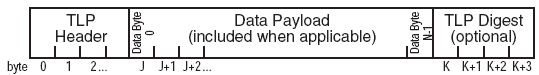 TLP Header
Data Byte 0
Data Payload
(included when applicable)
Data Byte N-1
TLP Digest
(optional)
byte 0 1 2... J J+1 J+2... K K+1 K+2 K+3